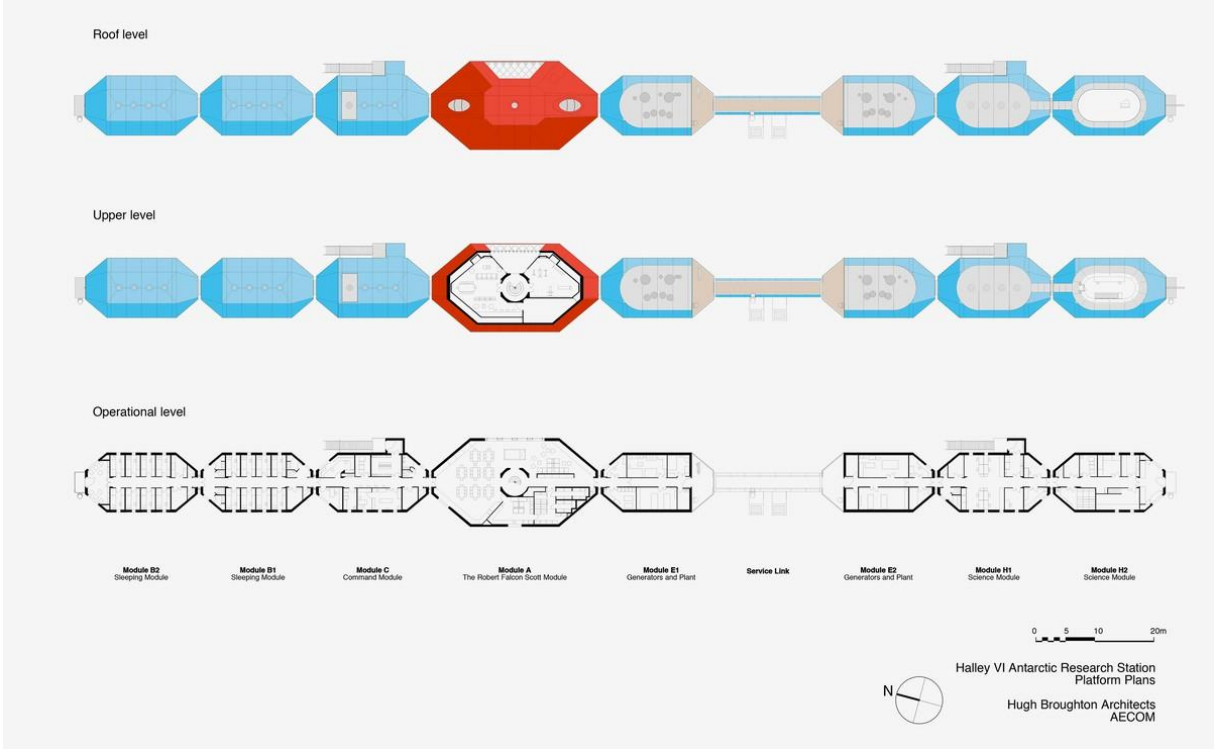 Roof level
Upper level
Operational level
Module B2
Sleeping Module
Module B1
Sleeping Module
Module C
Command Module
Module A
The Robert Falcon Scott Module
Module E1
Generators and Plant
Service Link
Module E2
Generators and Plant
Module H1
Science Module
Module H2
Science Module
0 5 10 20m
Halley VI Antarctic Research Station
Platform Plans
N
Hugh Broughton Architects
AECOM